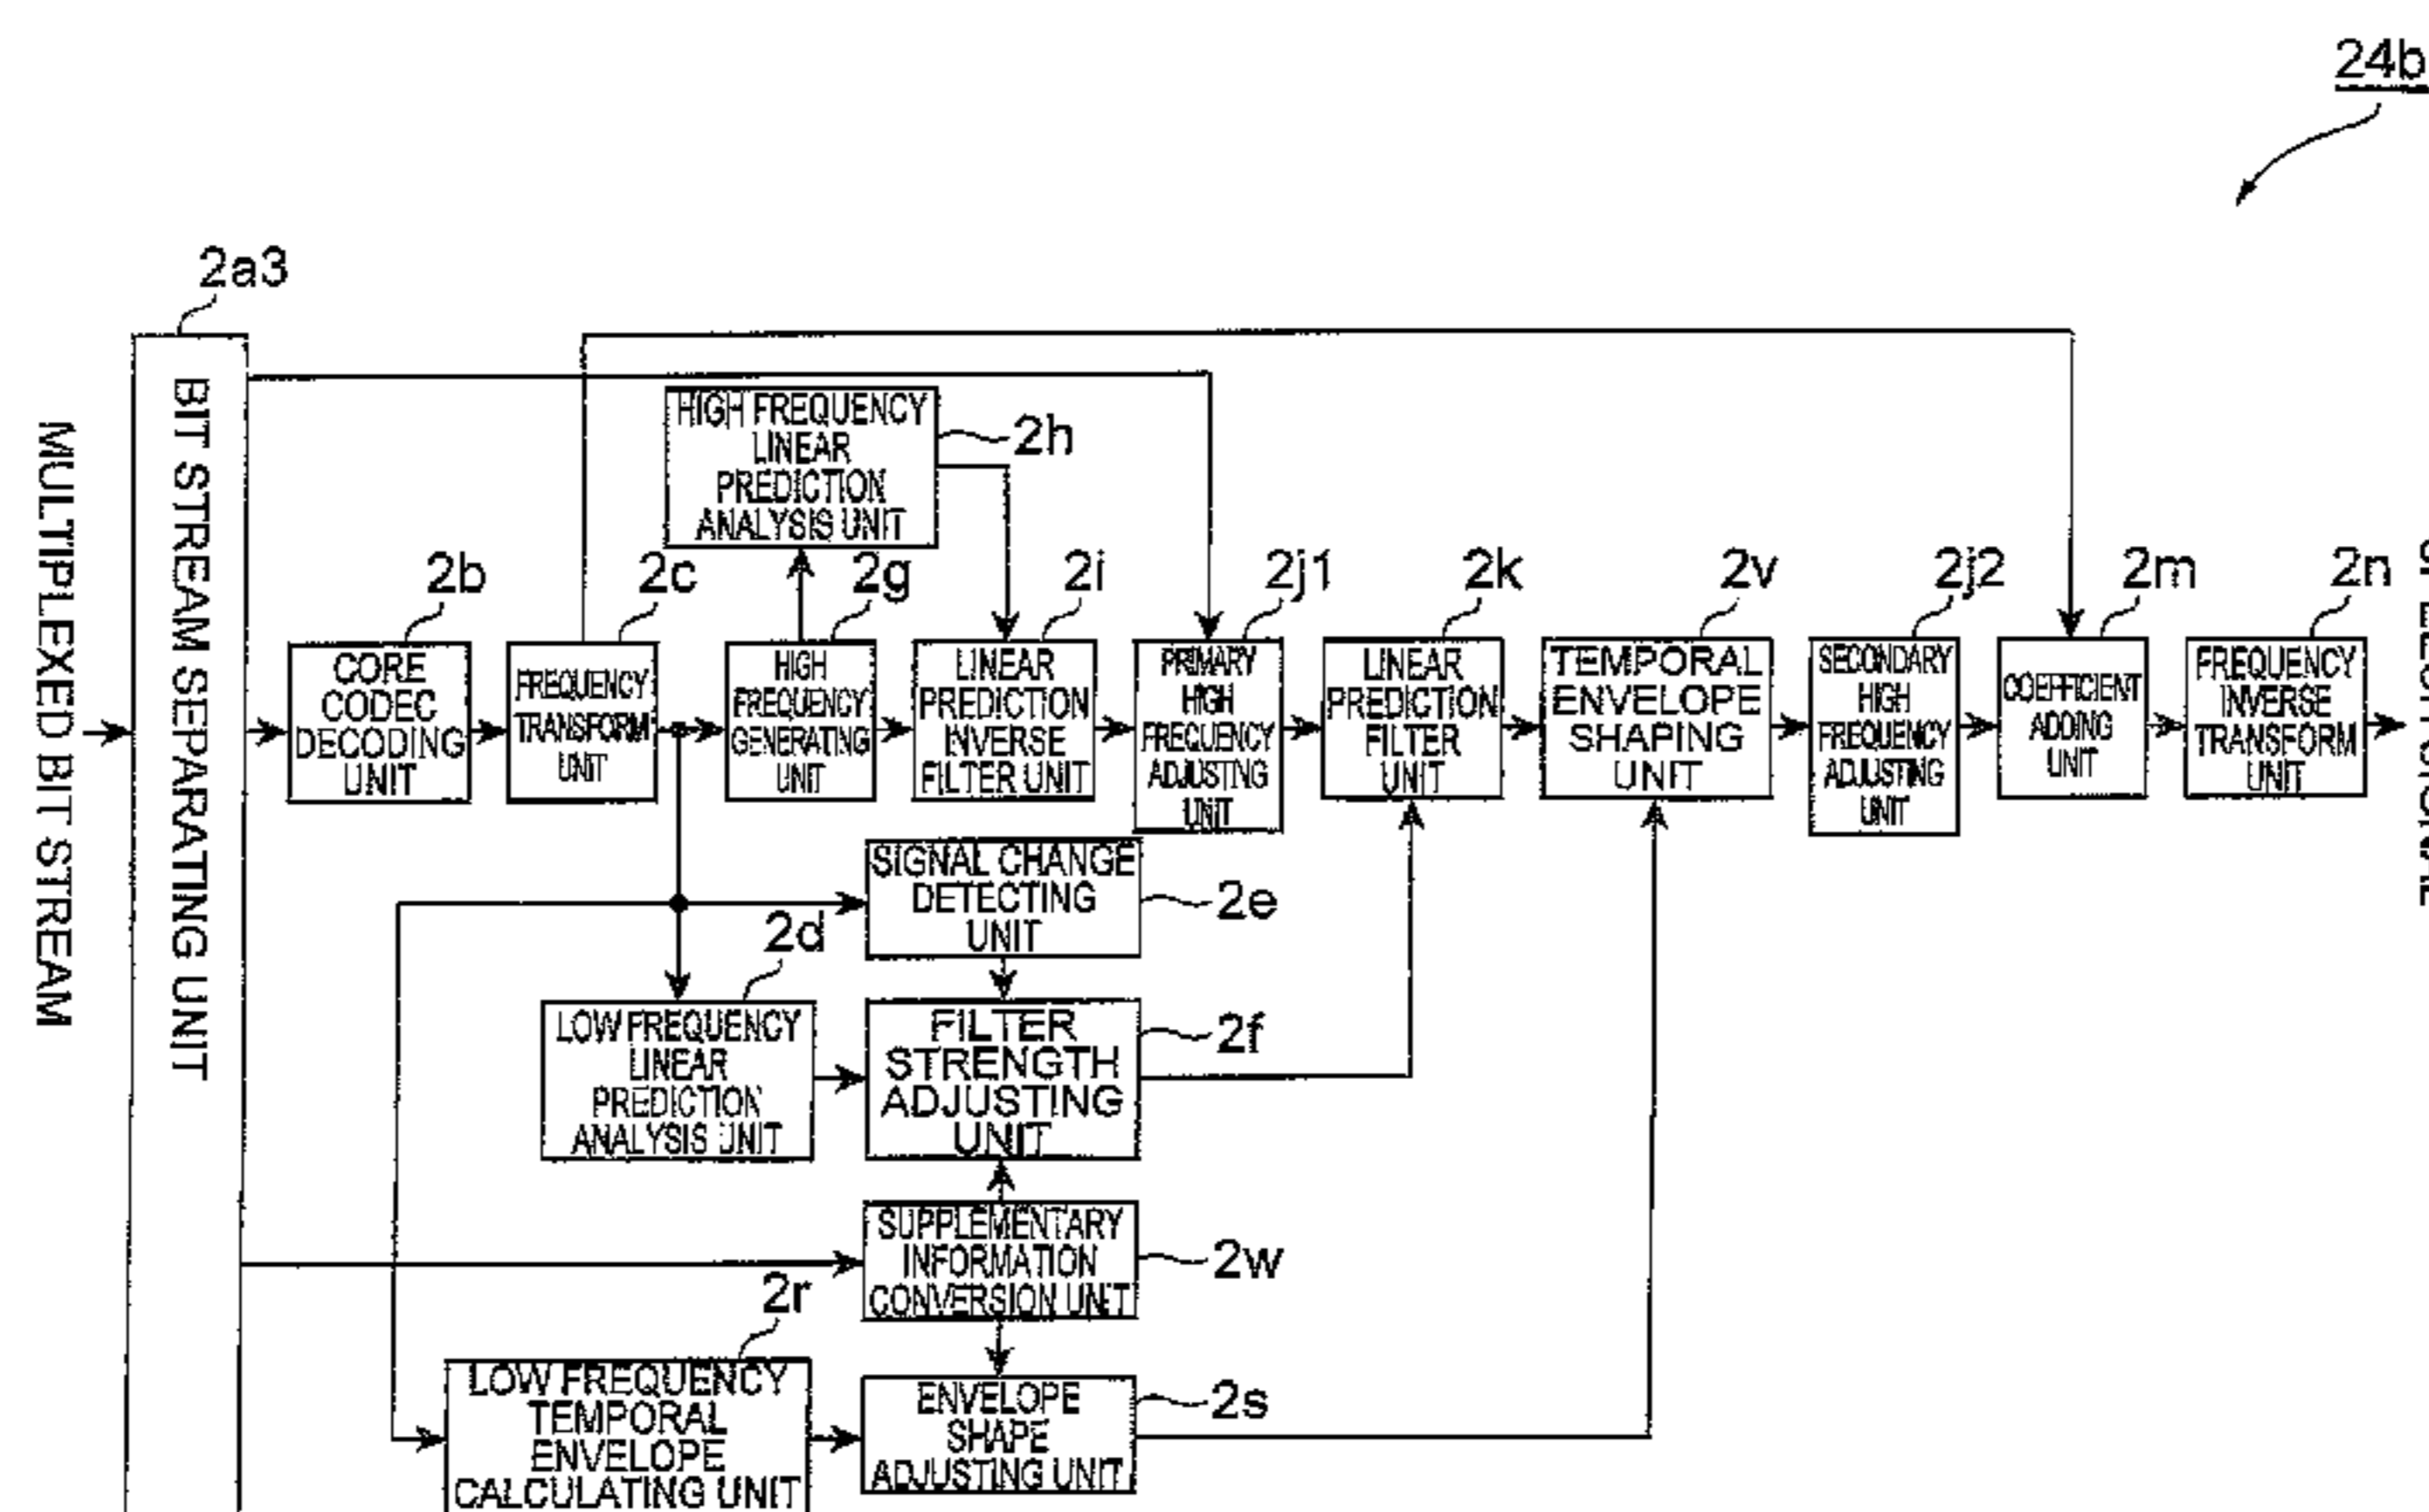 24b
2a3
MULTIPLEXED BIT STREAM
BIT STREAM SEPARATING UNIT
HIGH FREQUENCY
LINEAR
PREDICTION
ANALYSIS UNIT
2h
2b
CORE
CODEC
DECODING
UNIT
2c
FREQUENCY
TRANSFORM
UNIT
2g
HIGH
FREQUENCY
GENERATING
UNIT
2i
LINEAR
PREDICTION
INVERSE
FILTER UNIT
2j1
PRIMARY
HIGH
FREQUENCY
ADJUSTING
UNIT
2k
LINEAR
PREDICTION
FILTER
UNIT
2v
TEMPORAL
ENVELOPE
SHAPING
UNIT
2j2
SECONDARY
HIGH
FREQUENCY
ADJUSTING
UNIT
2m
COEFFICIENT
ADDING
UNIT
2n
FREQUENCY
INVERSE
TRANSFORM
UNIT
SIGNAL CHANGE
DETECTING
UNIT
2e
2d
LOW FREQUENCY
LINEAR
PREDICTION
ANALYSIS UNIT
FILTER
STRENGTH
ADJUSTING
UNIT
2f
SUPPLEMENTARY
INFORMATION
CONVERSION UNIT
2w
2r
LOW FREQUENCY
TEMPORAL
ENVELOPE
CALCULATING UNIT
ENVELOPE
SHAPE
ADJUSTING UNIT
2s